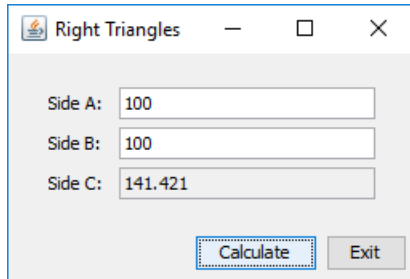 Right Triangles
Side A: 100
Side B: 100
Side C: 141.421
Calculate Exit